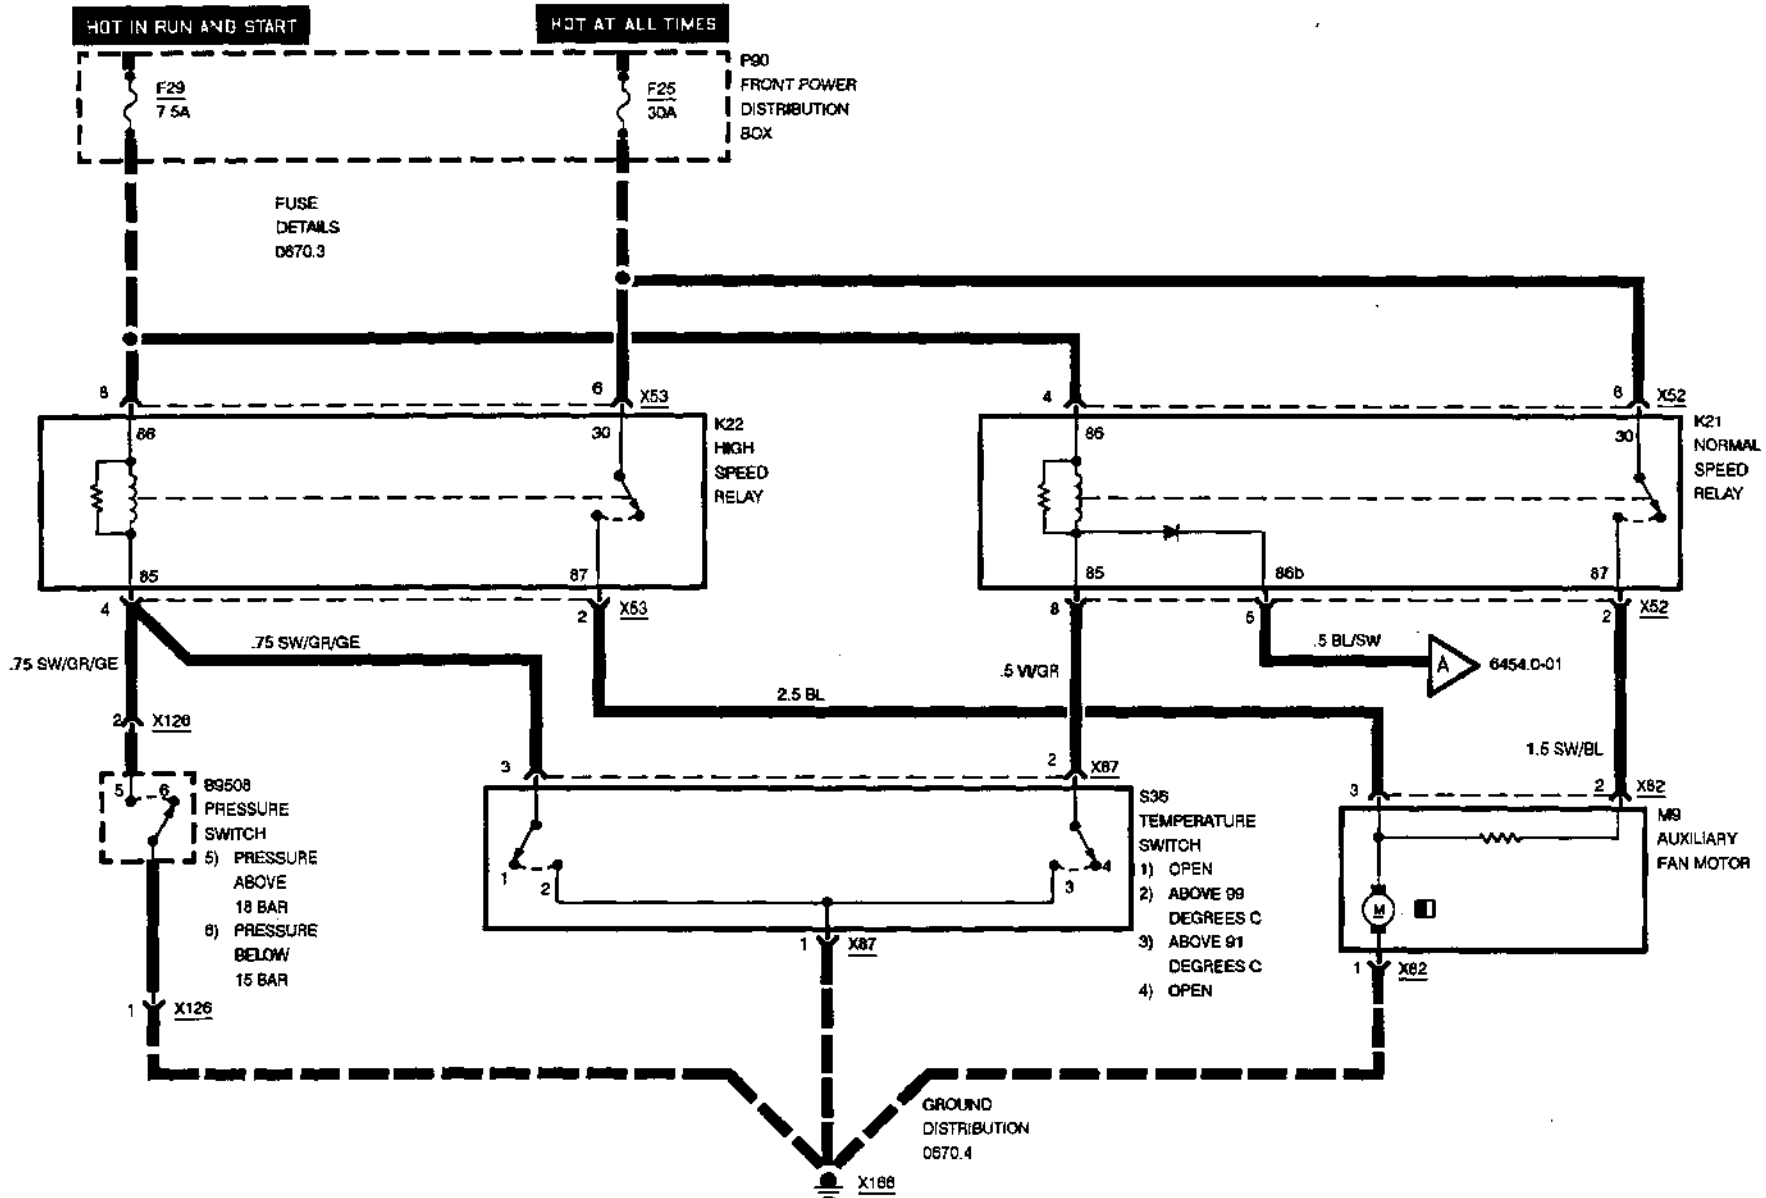 HOT IN RUN AND START
HOT AT ALL TIMES
F29
7.5A
F25
30A
P90
FRONT POWER
DISTRIBUTION
BOX
FUSE
DETAILS
0670.3
8
6
X53
4
6
X52
86
30
K22
HIGH
SPEED
RELAY
86
30
K21
NORMAL
SPEED
RELAY
85
87
85
86b
87
4
2
X53
8
5
2
X52
.75 SW/GR/GE
.75 SW/GR/GE
.5 VI/GR
.5 BL/SW
A
6454.0-01
2.5 BL
1.5 SW/BL
2
X126
3
2
X87
3
2
X62
5
6
B9508
PRESSURE
SWITCH
5) PRESSURE
ABOVE
18 BAR
6) PRESSURE
BELOW
15 BAR
1
2
3
4
S36
TEMPERATURE
SWITCH
1) OPEN
2) ABOVE 99
DEGREES C
3) ABOVE 91
DEGREES C
4) OPEN
M9
AUXILIARY
FAN MOTOR
M
1
X87
1
X62
1
X126
GROUND
DISTRIBUTION
0670.4
X166